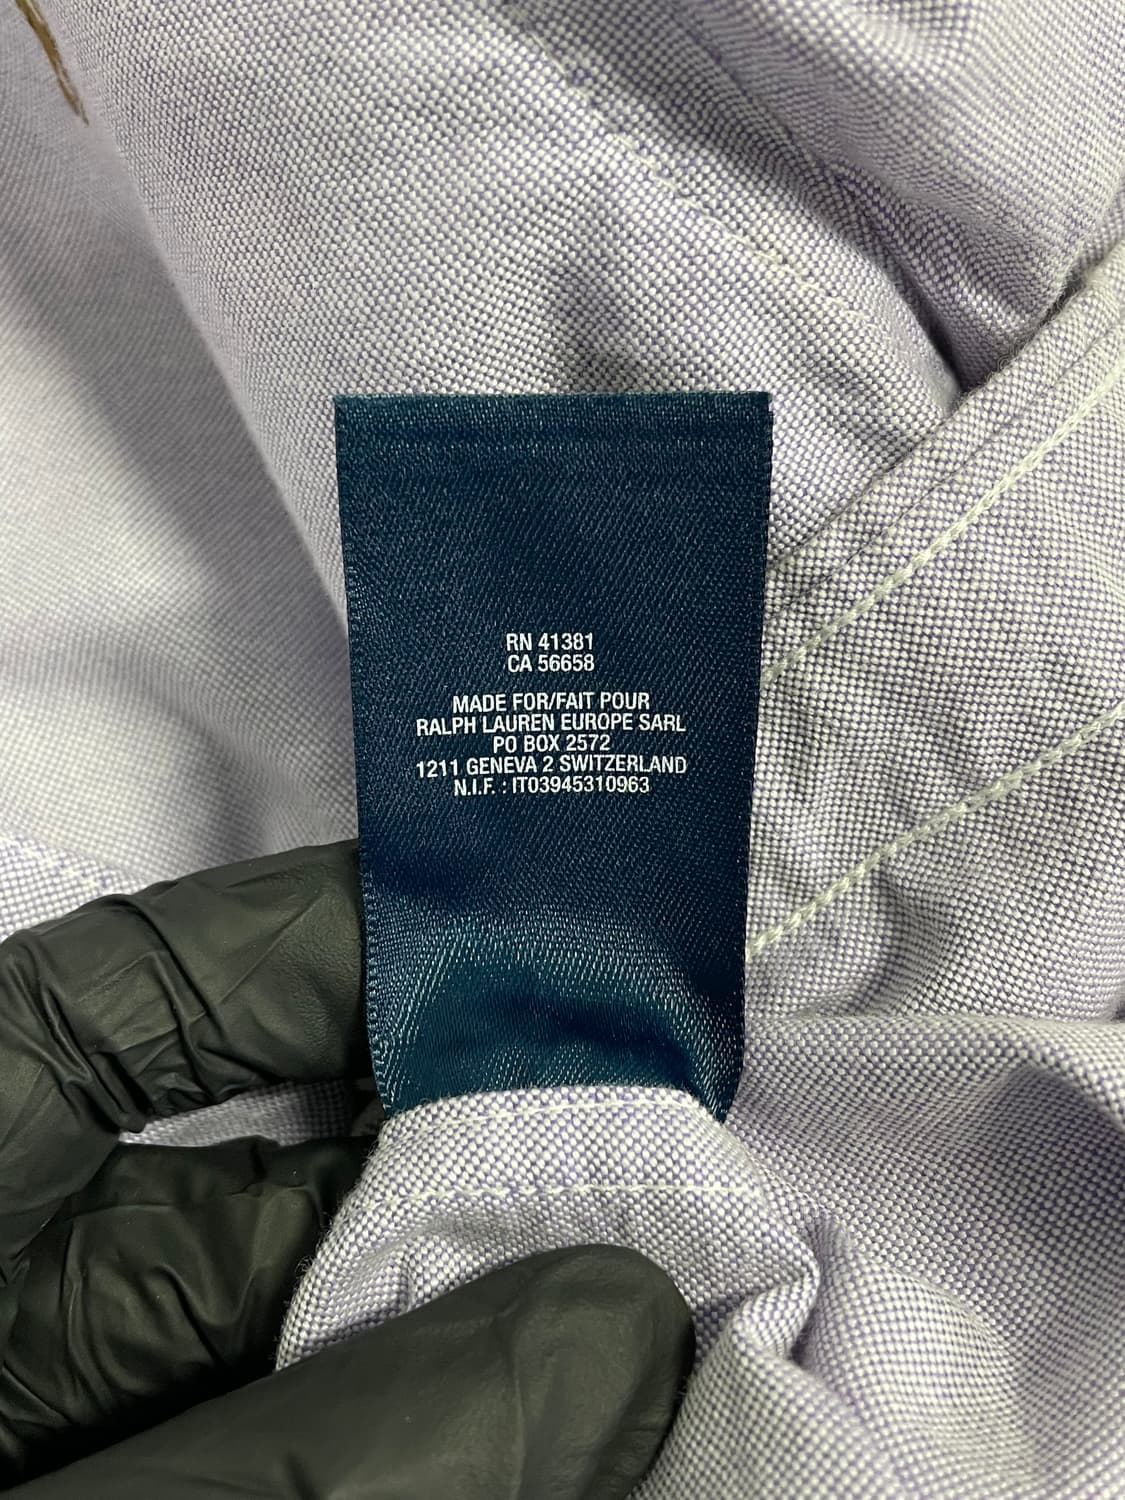 RN 41381
CA 56658
MADE FOR/FAIT POUR
RALPH LAUREN EUROPE SARL
PO BOX 2572
1211 GENEVA 2 SWITZERLAND
N.I.F. : IT03945310963